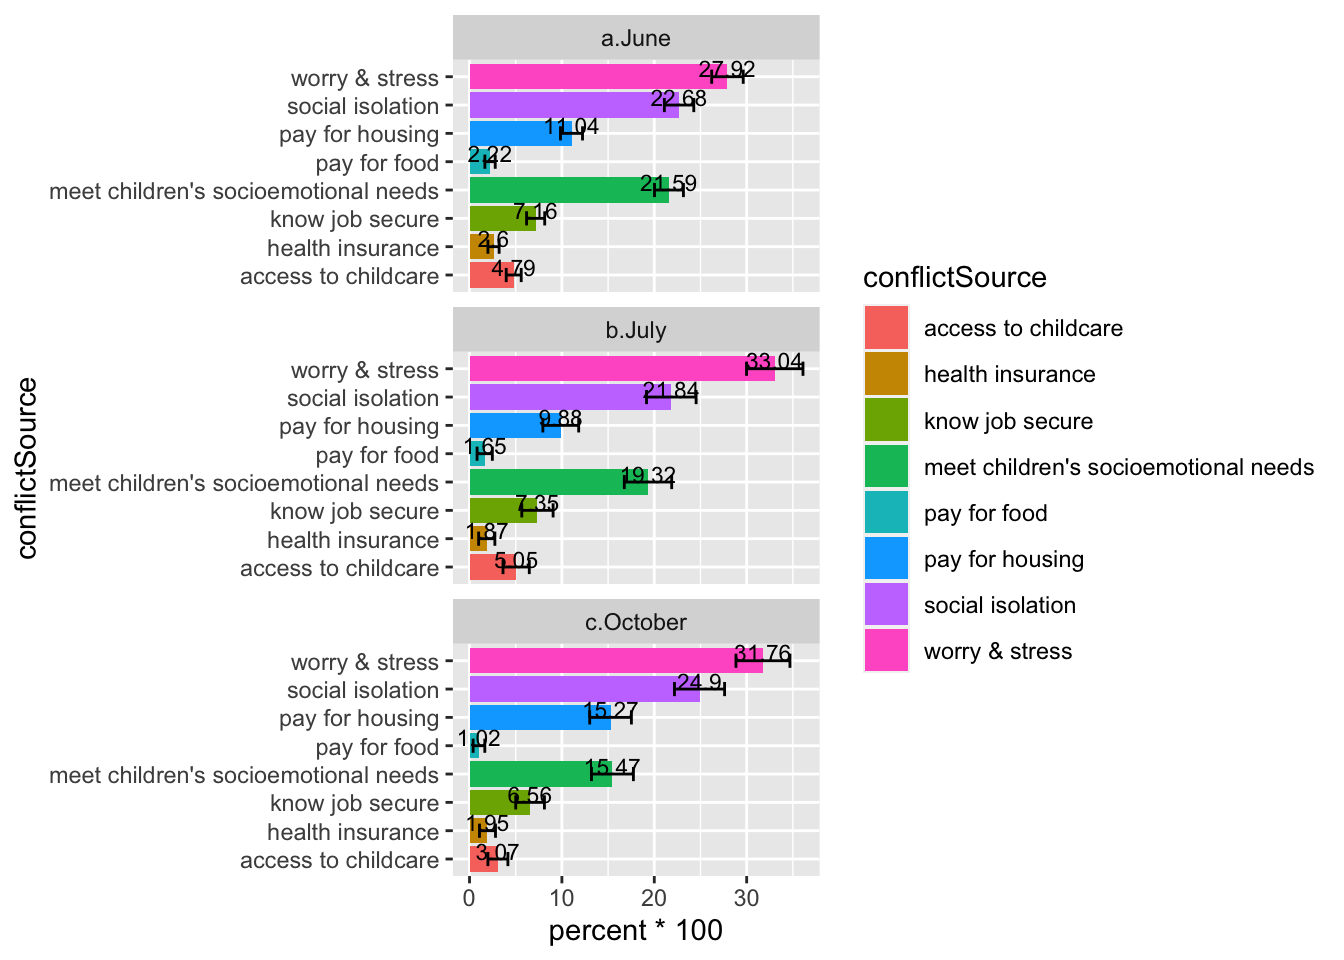 a.June
worry & stress
27.92
social isolation
22.68
pay for housing
11.04
pay for food
2.22
meet children's socioemotional needs
21.59
know job secure
7.16
health insurance
2.6
access to childcare
4.79
b.July
worry & stress
33.04
social isolation
21.84
pay for housing
9.88
pay for food
1.65
meet children's socioemotional needs
19.32
know job secure
7.35
health insurance
1.87
access to childcare
5.05
c.October
worry & stress
31.76
social isolation
24.9
pay for housing
15.27
pay for food
1.02
meet children's socioemotional needs
15.47
know job secure
6.56
health insurance
1.95
access to childcare
3.07
0 10 20 30
percent * 100
conflictSource
conflictSource
access to childcare
health insurance
know job secure
meet children's socioemotional needs
pay for food
pay for housing
social isolation
worry & stress